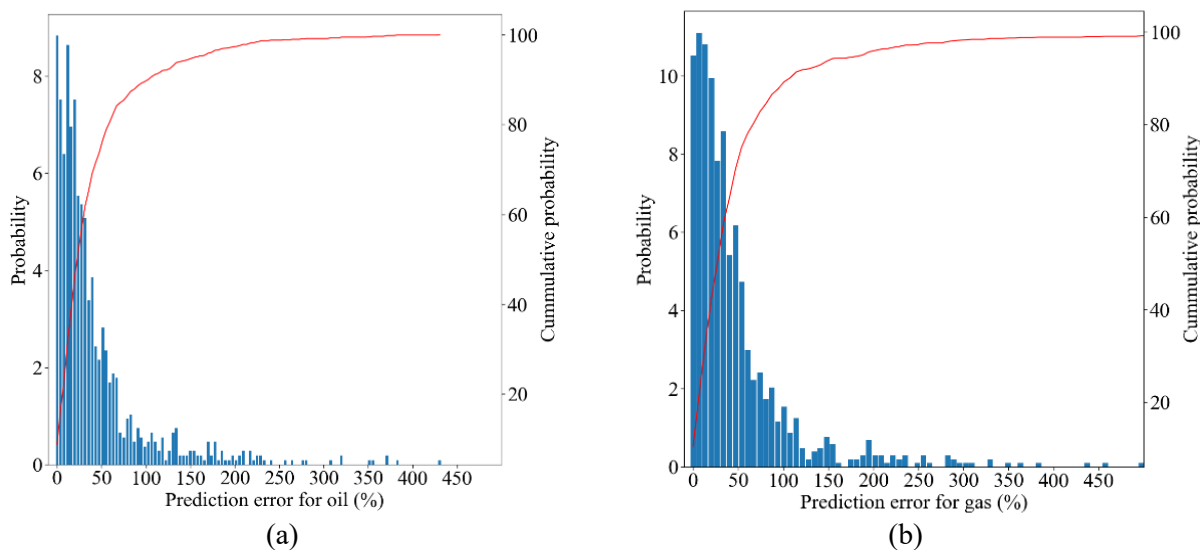 8
6
4
2
0
Probability
100
80
60
40
20
Cummulative probability
0 50 100 150 200 250 300 350 400 450
Prediction error for oil (%)
(a)
10
8
6
4
2
0
Probability
100
80
60
40
20
Cummulative probability
0 50 100 150 200 250 300 350 400 450
Prediction error for gas (%)
(b)